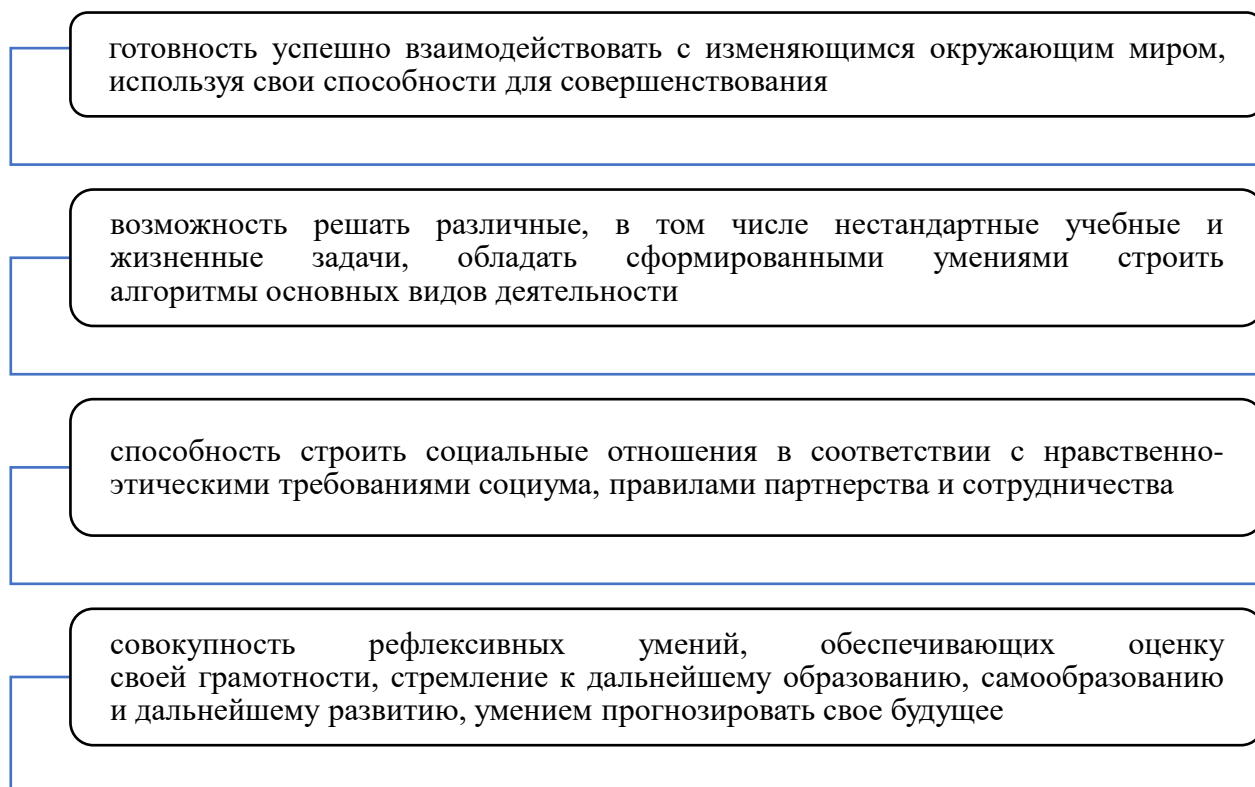 готовность успешно взаимодействовать с изменяющимся окружающим миром,
используя свои способности для совершенствования
возможность решать различные, в том числе нестандартные учебные и
жизненные задачи, обладать сформированными умениями строить
алгоритмы основных видов деятельности
способность строить социальные отношения в соответствии с нравственно-
этическими требованиями социума, правилами партнерства и сотрудничества
совокупность рефлексивных умений, обеспечивающих оценку
своей грамотности, стремление к дальнейшему образованию, самообразованию
и дальнейшему развитию, умением прогнозировать свое будущее